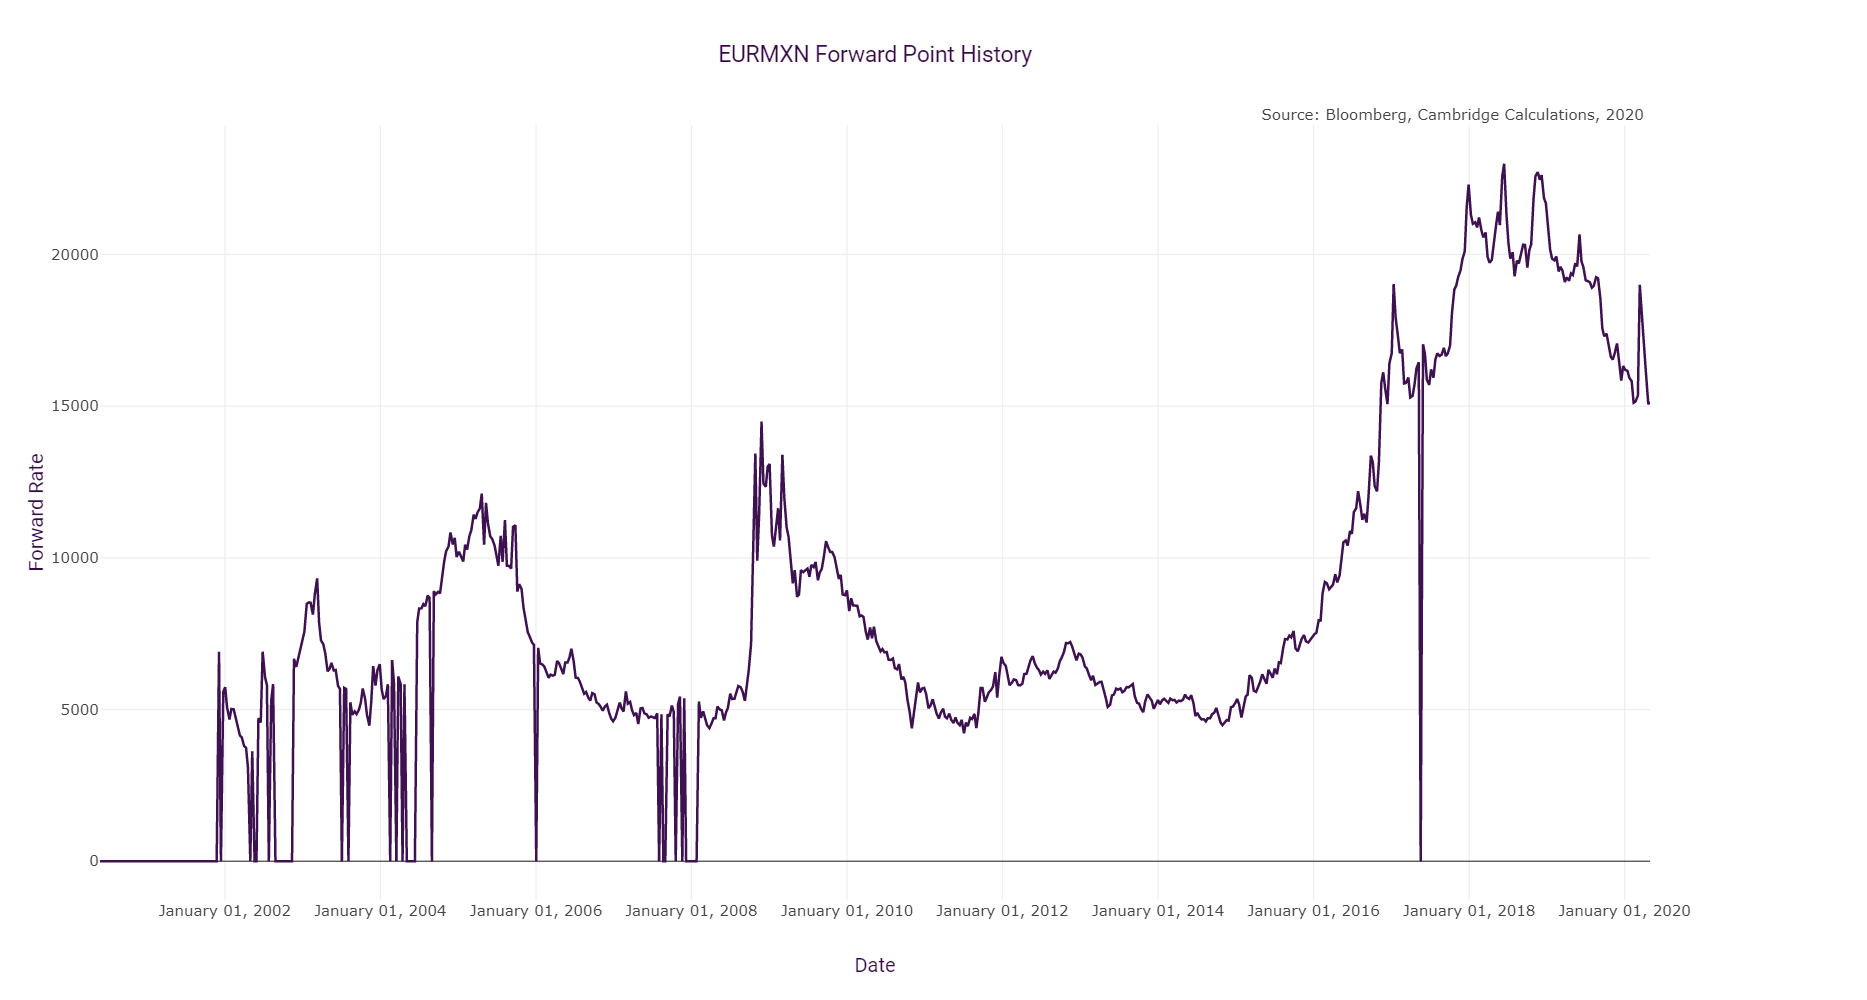 EURMXN Forward Point History
Source: Bloomberg, Cambridge Calculations, 2020
Forward Rate
20000
15000
10000
5000
0
January 01, 2002
January 01, 2004
January 01, 2006
January 01, 2008
January 01, 2010
January 01, 2012
January 01, 2014
January 01, 2016
January 01, 2018
January 01, 2020
Date